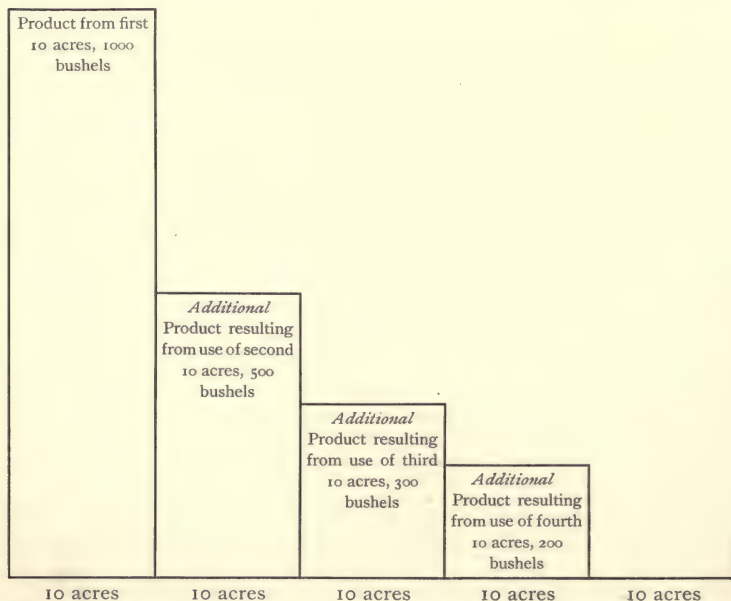 Product from first
10 acres, 1000
bushels
Additional
Product resulting
from use of second
10 acres, 500
bushels
Additional
Product resulting
from use of third
10 acres, 300
bushels
Additional
Product resulting
from use of fourth
10 acres, 200
bushels
10 acres 10 acres 10 acres 10 acres 10 acres